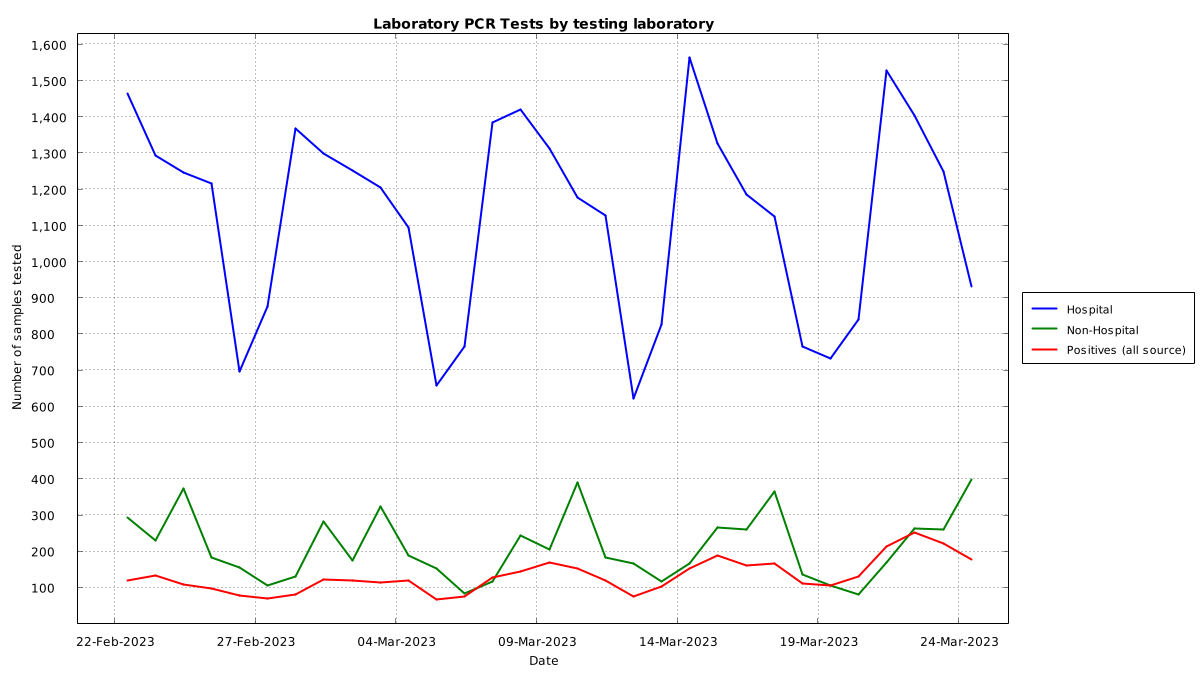 Laboratory PCR Tests by testing laboratory
1,600
1,500
1,400
1,300
1,200
1,100
1,000
900
800
700
600
500
400
300
200
100
Number of samples tested
22-Feb-2023
27-Feb-2023
04-Mar-2023
09-Mar-2023
14-Mar-2023
19-Mar-2023
24-Mar-2023
Date
Hospital
Non-Hospital
Positives (all source)